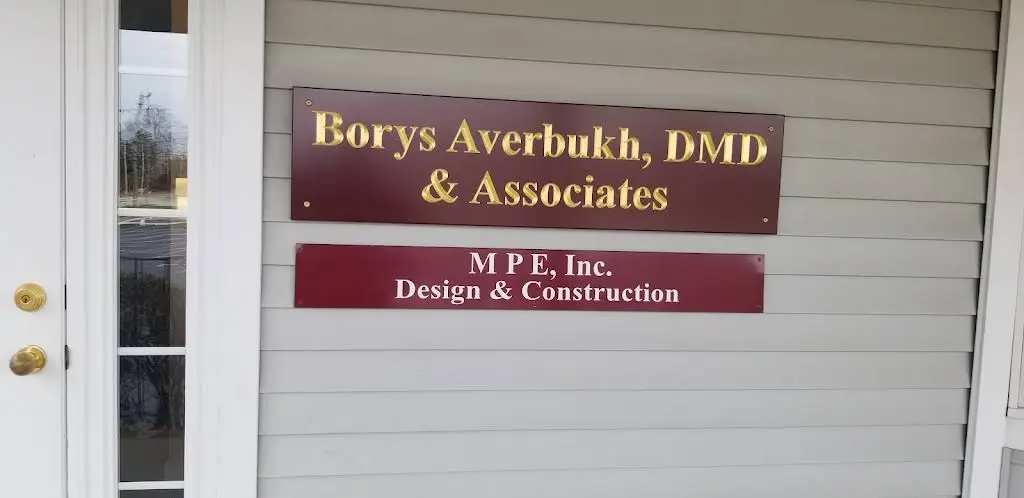 Borys Averbukh, DMD
& Associates
M P E, Inc.
Design & Construction